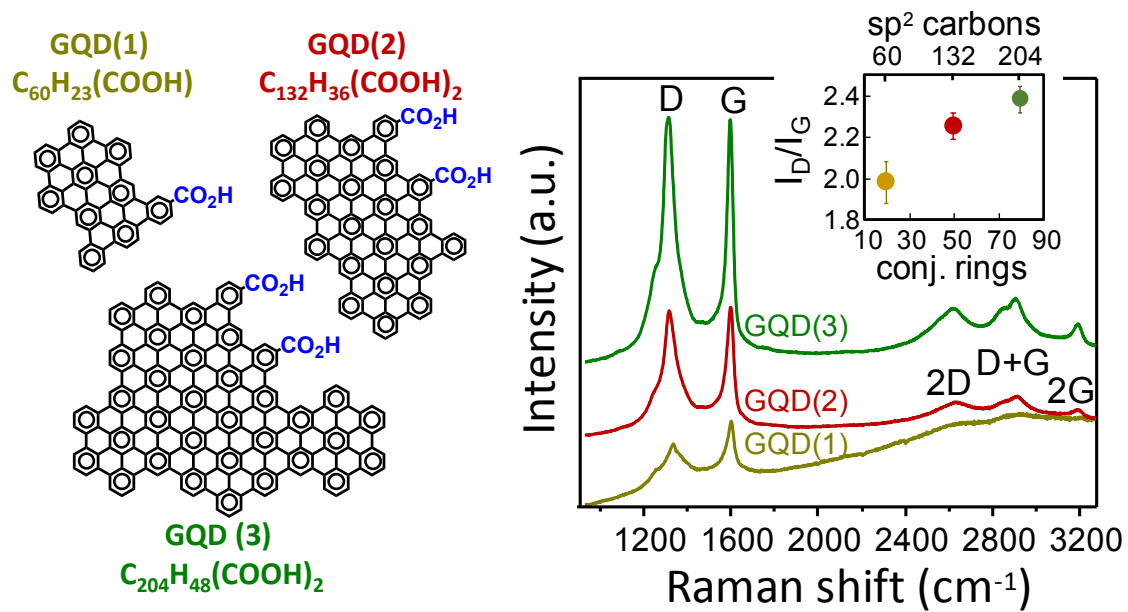 GQD(1)
C₆₀H₂₃(COOH)
CO₂H
GQD(2)
C₁₃₂H₃₆(COOH)₂
CO₂H
CO₂H
CO₂H
CO₂H
GQD (3)
C₂₀₄H₄₈(COOH)₂
sp² carbons
60 132 204
2.4
2.2
2.0
1.8
I_D/I_G
10 30 50 70 90
conj. rings
D G
GQD(3)
GQD(2)
GQD(1)
2D D+G 2G
Intensity (a.u.)
1200 1600 2000 2400 2800 3200
Raman shift (cm⁻¹)